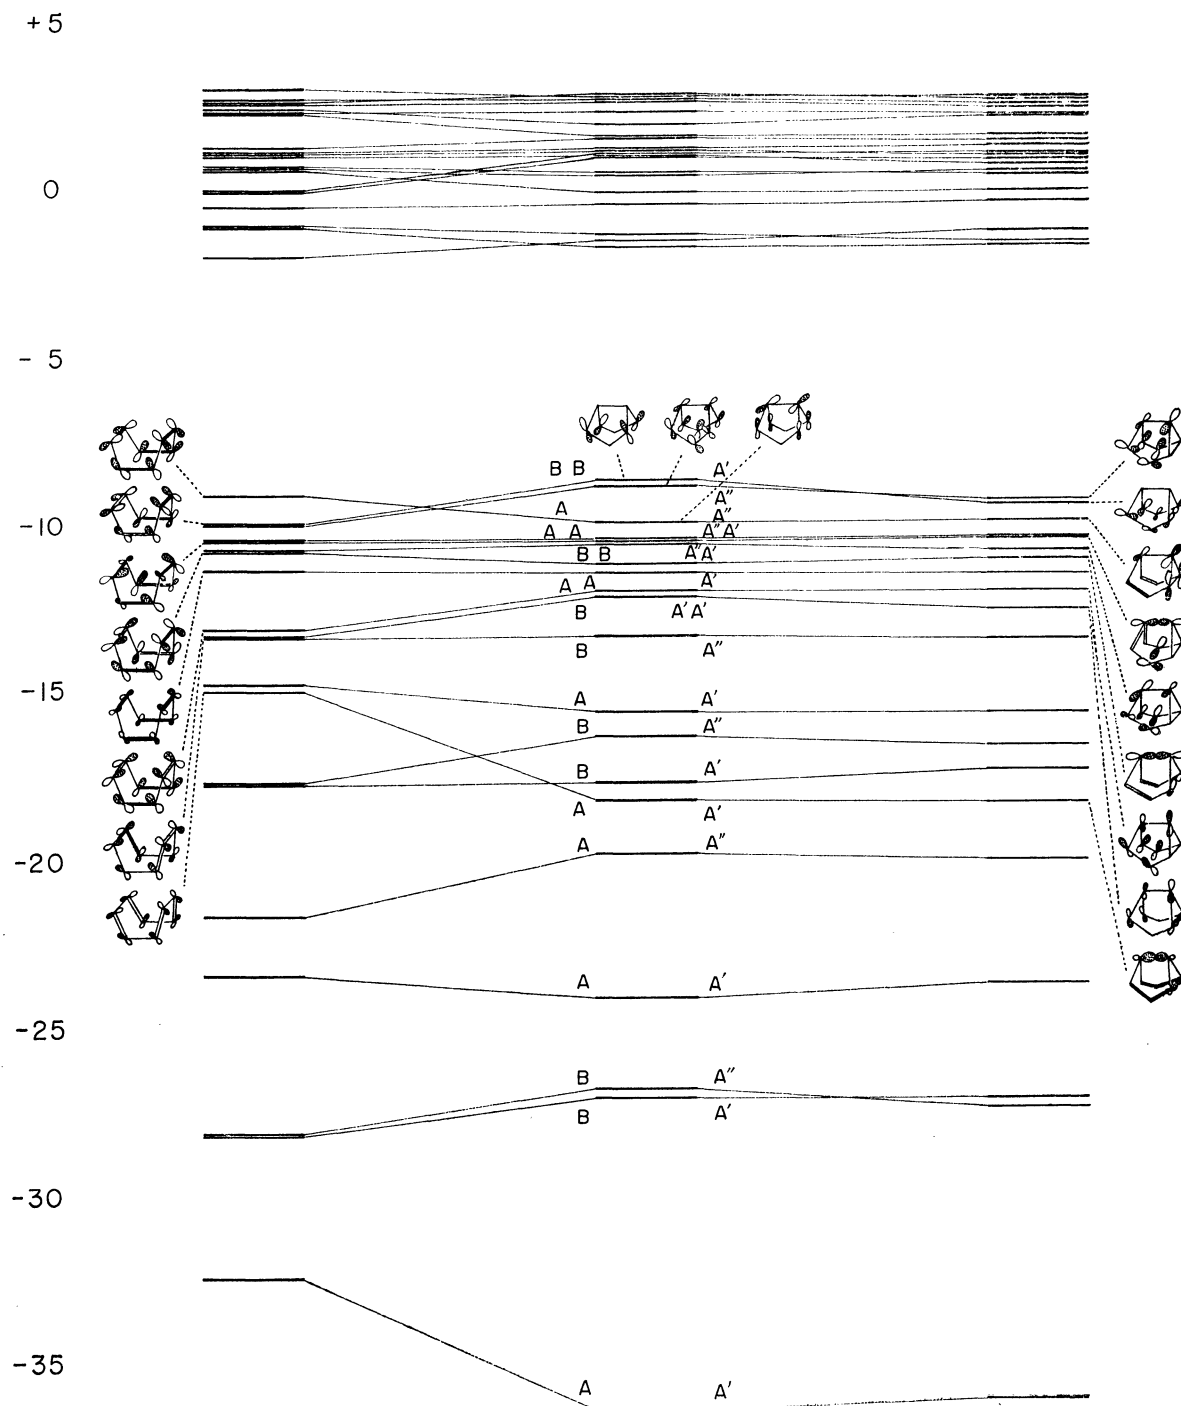 +5
0
- 5
B B A'
A A''
-10 A''
A A A'' A'
B B A'' A'
A A A'
B A' A'
B A''
-15 A A'
B A''
B A'
A A'
-20 A A''
A A'
-25
B A''
B A'
-30
-35
A A'